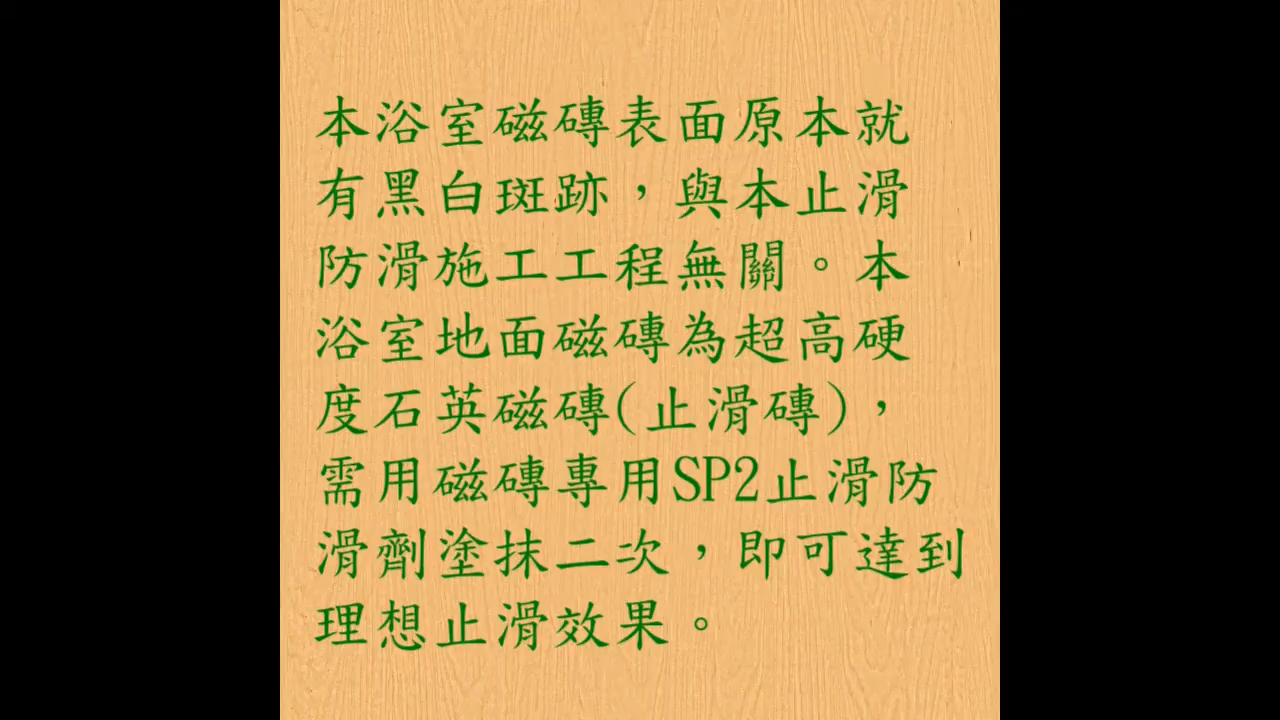 本浴室磁磚表面原本就
有黑白斑跡，與本止滑
防滑施工工程無關。本
浴室地面磁磚為超高硬
度石英磁磚(止滑磚)，
需用磁磚專用SP2止滑防
滑劑塗抹二次，即可達到
理想止滑效果。